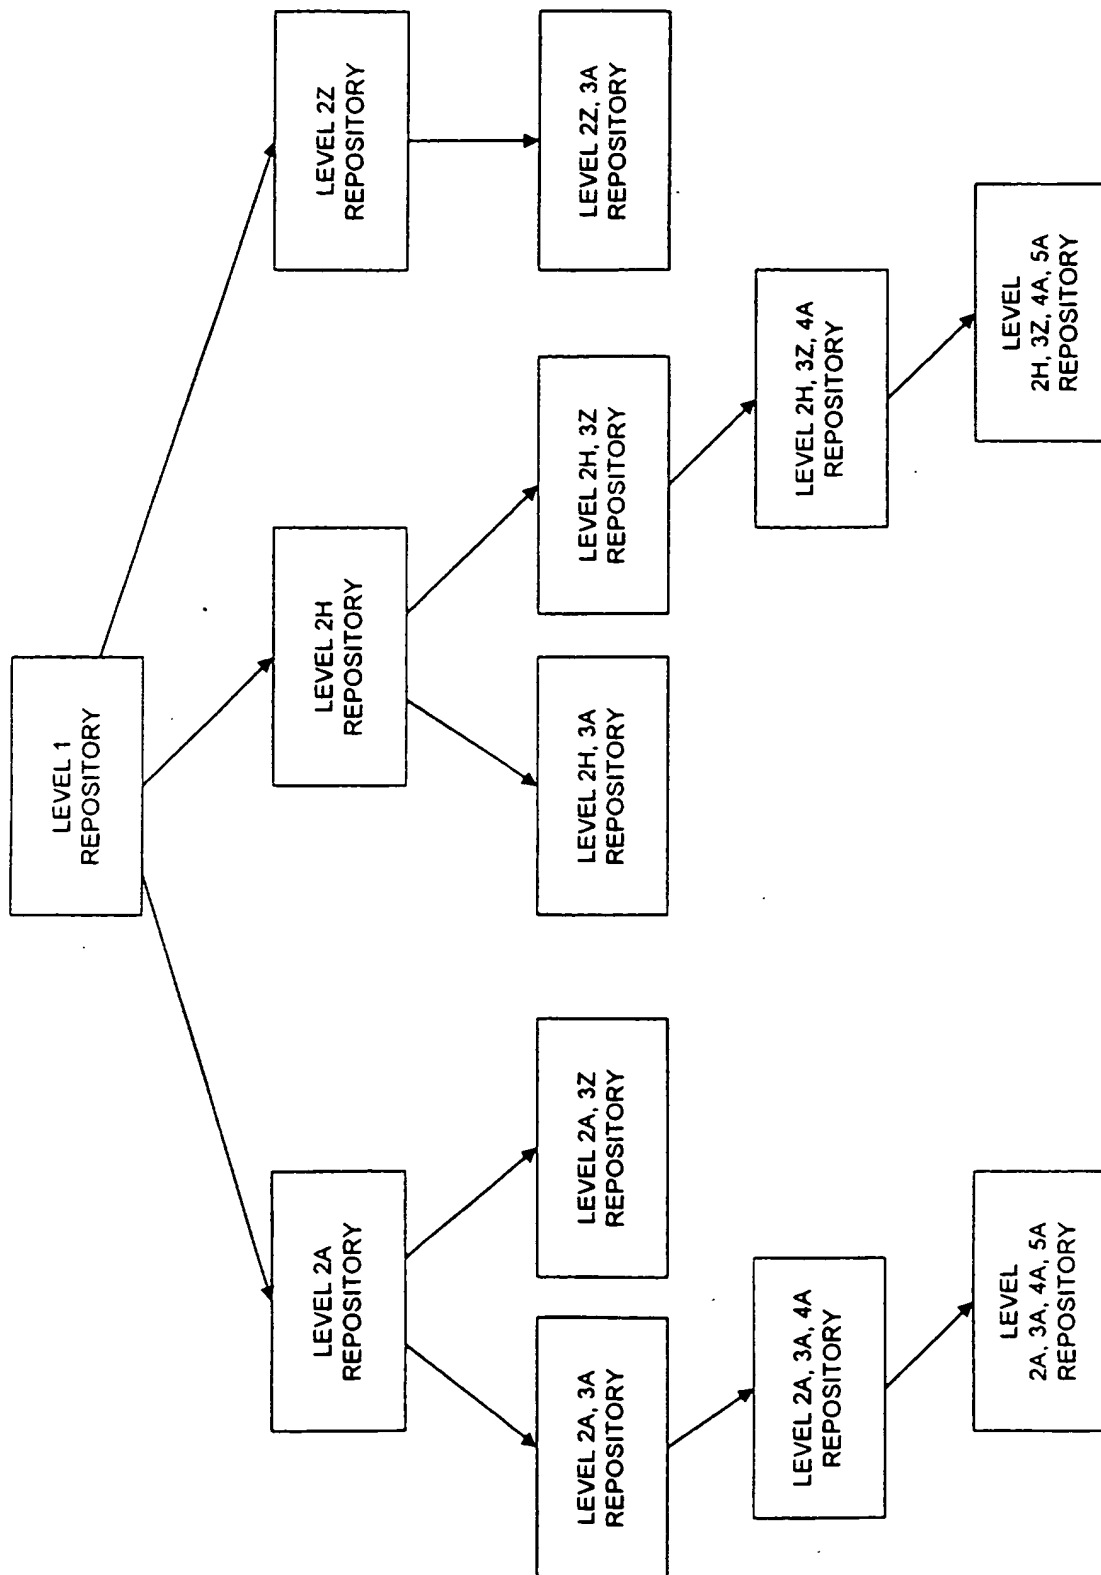 LEVEL 1
REPOSITORY
LEVEL 2A
REPOSITORY
LEVEL 2H
REPOSITORY
LEVEL 2Z
REPOSITORY
LEVEL 2A, 3A
REPOSITORY
LEVEL 2A, 3Z
REPOSITORY
LEVEL 2H, 3A
REPOSITORY
LEVEL 2H, 3Z
REPOSITORY
LEVEL 2Z, 3A
REPOSITORY
LEVEL 2A, 3A, 4A
REPOSITORY
LEVEL 2H, 3Z, 4A
REPOSITORY
LEVEL
2A, 3A, 4A, 5A
REPOSITORY
LEVEL
2H, 3Z, 4A, 5A
REPOSITORY